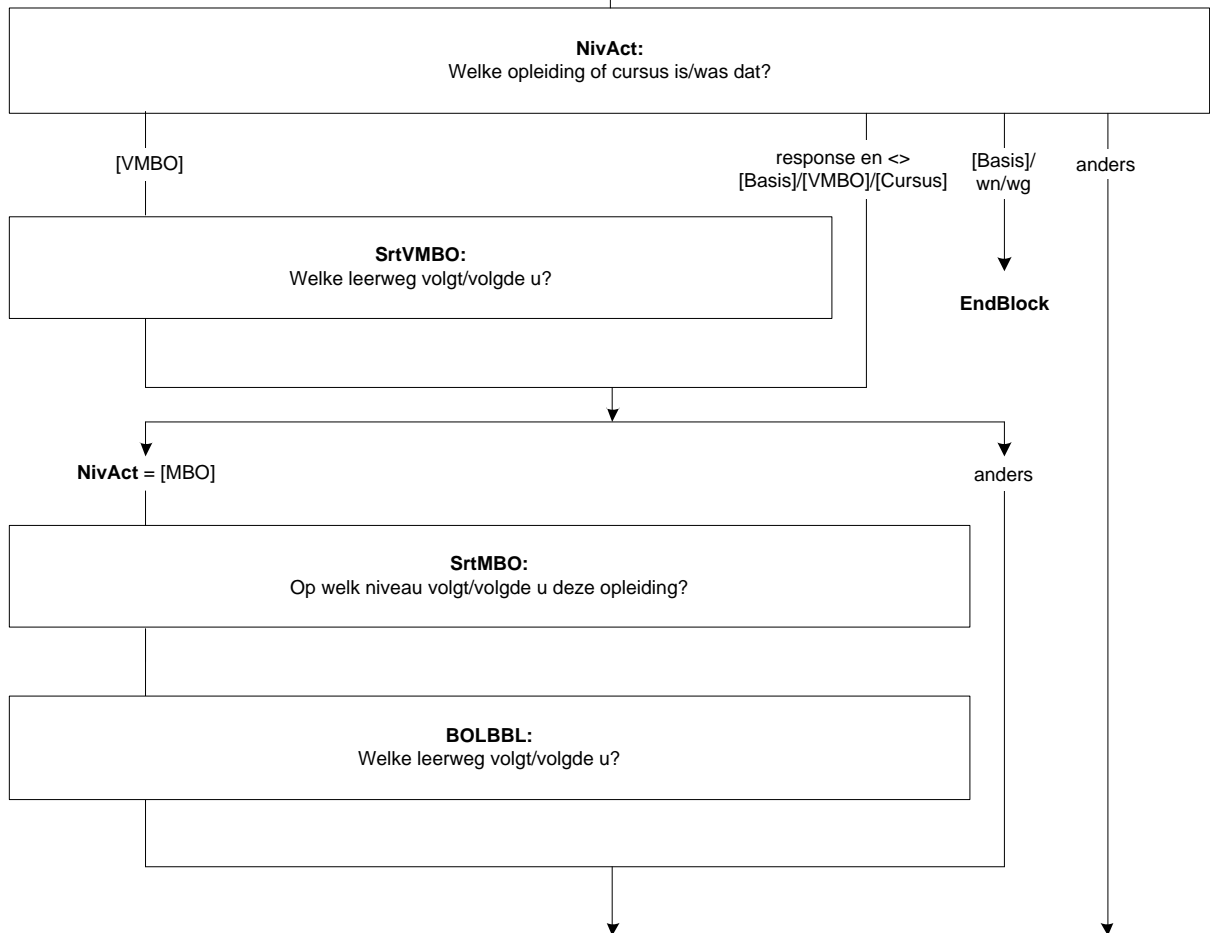 NivAct:
Welke opleiding of cursus is/was dat?
[VMBO]
response en <>
[Basis]/[VMBO]/[Cursus]
[Basis]/
wn/wg
anders
SrtVMBO:
Welke leerweg volgt/volgde u?
EndBlock
NivAct = [MBO]
anders
SrtMBO:
Op welk niveau volgt/volgde u deze opleiding?
BOLBBL:
Welke leerweg volgt/volgde u?